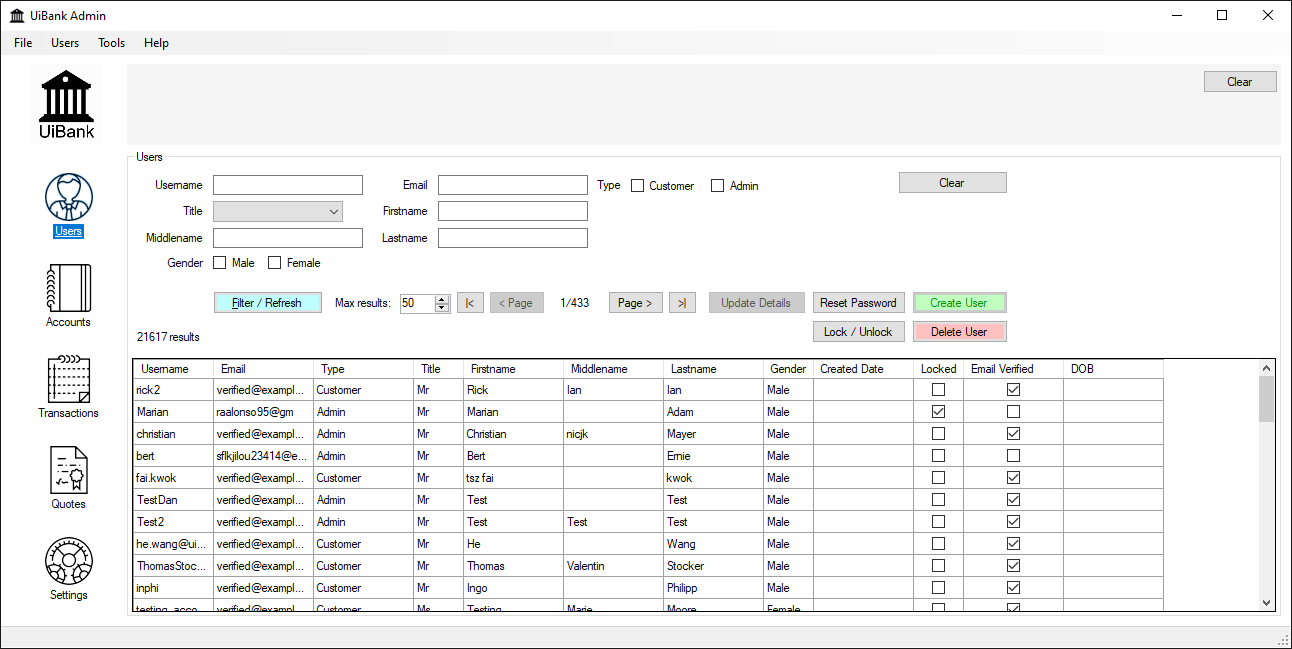 UiBank Admin
File Users Tools Help
UiBank
Clear
Users
Username Email Type Customer Admin Clear
Title Firstname
Middlename Lastname
Gender Male Female
Filter / Refresh Max results: 50 |< < Page 1/433 Page > >| Update Details Reset Password Create User
Lock / Unlock Delete User
21617 results
Users
Accounts
Transactions
Quotes
Settings
Username Email Type Title Firstname Middlename Lastname Gender Created Date Locked Email Verified DOB
rick2 verified@exampl... Customer Mr Rick Ian Ian Male
Marian raalonso95@gm Admin Mr Marian Adam Male
christian verified@exampl... Admin Mr Christian nicjk Mayer Male
bert sflkjilou23414@e... Admin Mr Bert Ernie Male
fai.kwok verified@exampl... Customer Mr tsz fai kwok Male
TestDan verified@exampl... Admin Mr Test Test Male
Test2 verified@exampl... Admin Mr Test Test Test Male
he.wang@ui... verified@exampl... Customer Mr He Wang Male
ThomasStoc... verified@exampl... Customer Mr Thomas Valentin Stocker Male
inphi verified@exampl... Customer Mr Ingo Philipp Male
testing_acco... verified@exampl... Customer Ms Testing Marie Moore Female